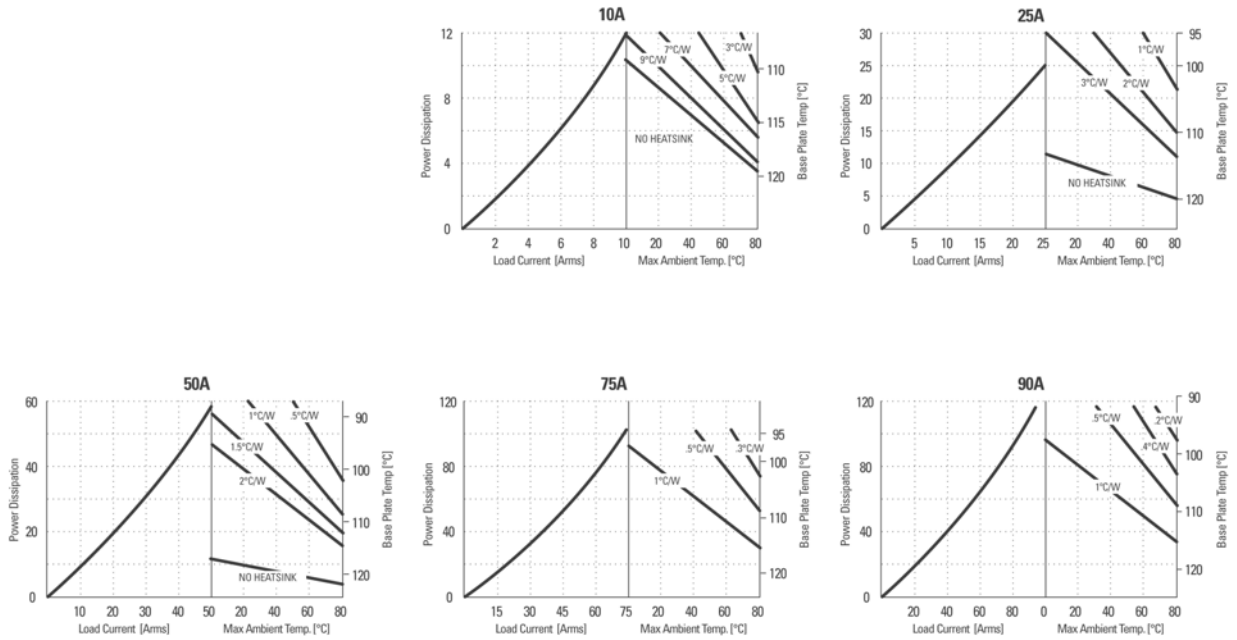 10A
12
8
4
0
Power Dissipation
7°C/W
3°C/W
9°C/W
5°C/W
NO HEATSINK
110
115
120
Base Plate Temp [°C]
2 4 6 8 10 20 40 60 80
Load Current [Arms] Max Ambient Temp. [°C]
25A
30
25
20
15
10
5
0
Power Dissipation
1°C/W
3°C/W
2°C/W
NO HEATSINK
95
100
110
120
Base Plate Temp [°C]
5 10 15 20 25 20 40 60 80
Load Current [Arms] Max Ambient Temp. [°C]
50A
60
40
20
0
Power Dissipation
1°C/W
.5°C/W
1.5°C/W
2°C/W
NO HEATSINK
90
100
110
120
Base Plate Temp [°C]
10 20 30 40 50 20 40 60 80
Load Current [Arms] Max Ambient Temp. [°C]
75A
120
80
40
0
Power Dissipation
.5°C/W
.3°C/W
1°C/W
95
100
110
120
Base Plate Temp [°C]
15 30 45 60 75 20 40 60 80
Load Current [Arms] Max Ambient Temp. [°C]
90A
120
80
40
0
Power Dissipation
.5°C/W
.2°C/W
.4°C/W
1°C/W
90
100
110
120
Base Plate Temp [°C]
20 40 60 80 0 20 40 60 80
Load Current [Arms] Max Ambient Temp. [°C]